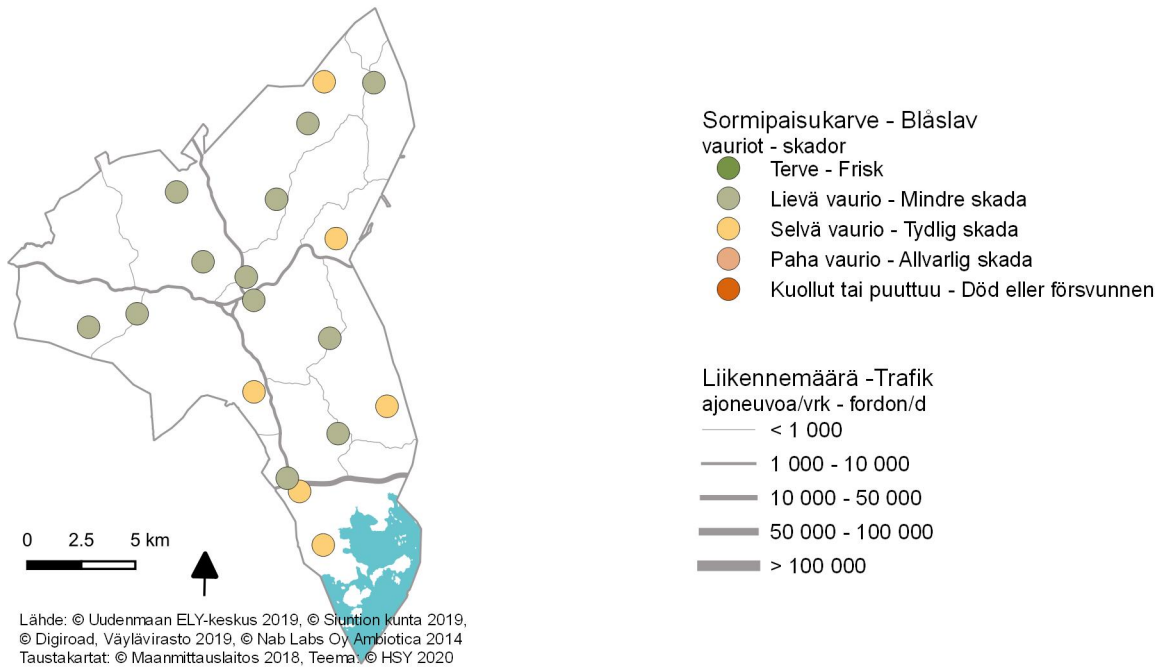 Sormipaisukarve - Blåslav
vauriot - skador
Terve - Frisk
Lievä vaurio - Mindre skada
Selvä vaurio - Tydlig skada
Paha vaurio - Allvarlig skada
Kuollut tai puuttuu - Död eller försvunnen
Liikennemäärä -Trafik
ajoneuvoa/vrk - fordon/d
< 1 000
1 000 - 10 000
10 000 - 50 000
50 000 - 100 000
> 100 000
0 2.5 5 km
Lähde: © Uudenmaan ELY-keskus 2019, © Siuntion kunta 2019,
© Digiroad, Väylävirasto 2019, © Nab Labs Oy Ambiotica 2014
Taustakartat: © Maanmittauslaitos 2018, Teema: © HSY 2020